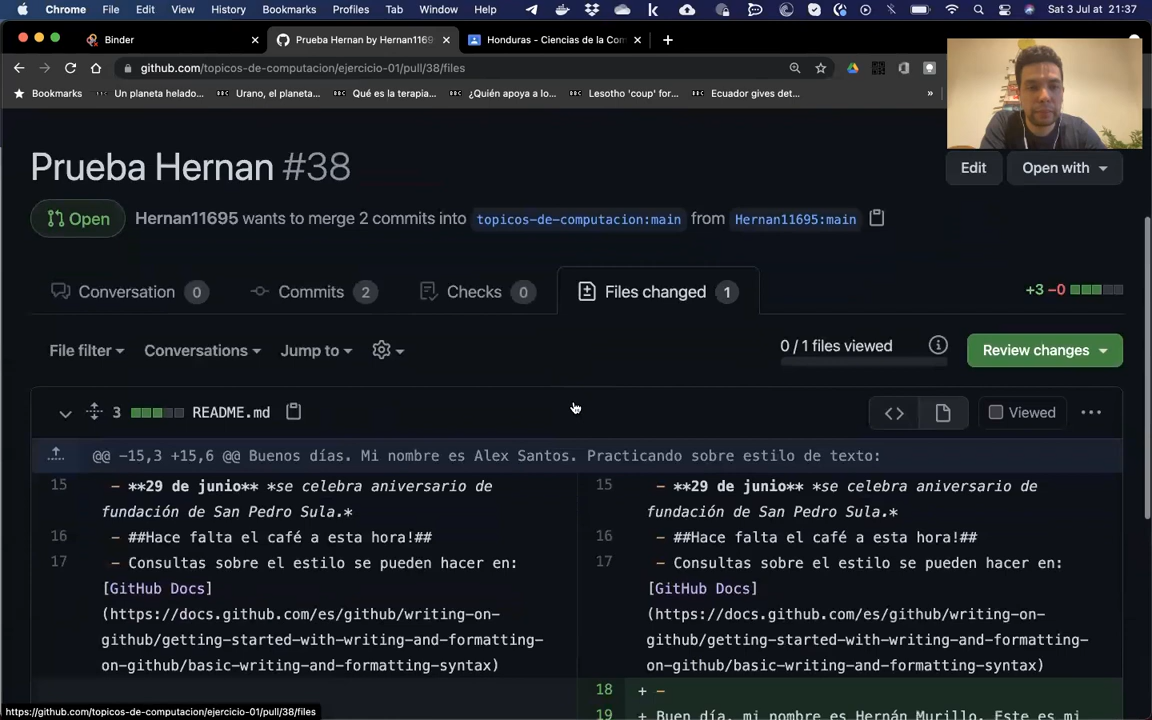 Chrome File Edit View History Bookmarks Profiles Tab Window Help Sat 3 Jul at 21:37
Binder Prueba Hernan by Hernan1169 Honduras - Ciencias de la Com
github.com/topicos-de-computacion/ejercicio-01/pull/38/files
Bookmarks Un planeta helado... Urano, el planeta... Qué es la terapia... ¿Quién apoya a lo... Lesotho 'coup' for... Ecuador gives det... »
Prueba Hernan #38
Edit Open with
Open Hernan11695 wants to merge 2 commits into topicos-de-computacion:main from Hernan11695:main
Conversation 0 Commits 2 Checks 0 Files changed 1 +3 −0
File filter Conversations Jump to 0 / 1 files viewed Review changes
3 README.md <> Viewed ...
@@ -15,3 +15,6 @@ Buenos días. Mi nombre es Alex Santos. Practicando sobre estilo de texto:
15 - **29 de junio** *se celebra aniversario de 15 - **29 de junio** *se celebra aniversario de
fundación de San Pedro Sula.* fundación de San Pedro Sula.*
16 - ##Hace falta el café a esta hora!## 16 - ##Hace falta el café a esta hora!##
17 - Consultas sobre el estilo se pueden hacer en: 17 - Consultas sobre el estilo se pueden hacer en:
[GitHub Docs] [GitHub Docs]
(https://docs.github.com/es/github/writing-on- (https://docs.github.com/es/github/writing-on-
github/getting-started-with-writing-and-formatting- github/getting-started-with-writing-and-formatting-
on-github/basic-writing-and-formatting-syntax) on-github/basic-writing-and-formatting-syntax)
18 + -
19 + Buen día, mi nombre es Hernán Murillo. Este es mi
https://github.com/topicos-de-computacion/ejercicio-01/pull/38/files